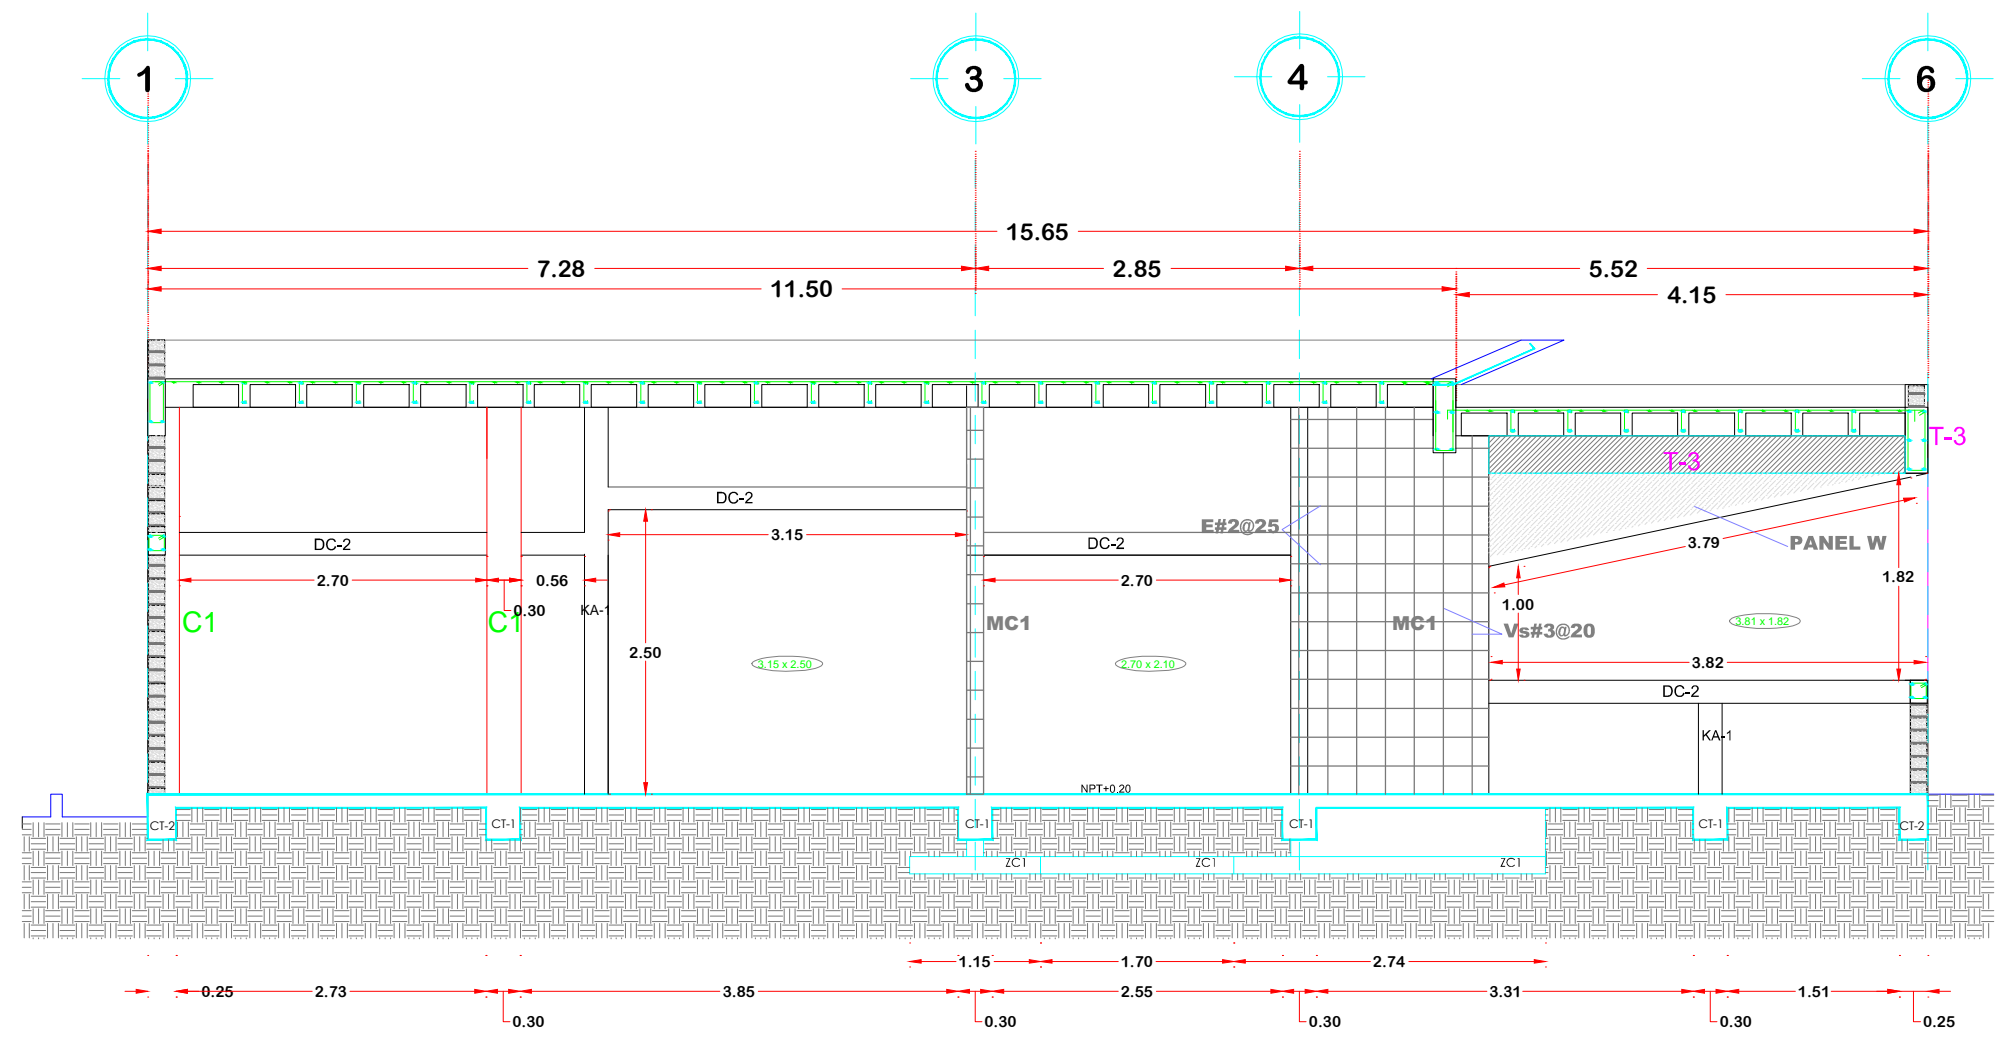 1 3 4 6
15.65
7.28 2.85 5.52
11.50 4.15
T-3
T-3
DC-2
E#2@25
3.15
DC-2 DC-2
3.79 PANEL W
2.70 0.56 2.70 1.82
0.30 KA-1 1.00
C1 C1 MC1 MC1 Vs#3@20 3.81 x 1.82
2.50 3.15 x 2.50 2.70 x 2.10 3.82
DC-2
KA-1
NPT+0.20
CT-2 CT-1 CT-1 CT-1 CT-1 CT-2
ZC1 ZC1 ZC1
1.15 1.70 2.74
0.25 2.73 3.85 2.55 3.31 1.51
0.30 0.30 0.30 0.30 0.25